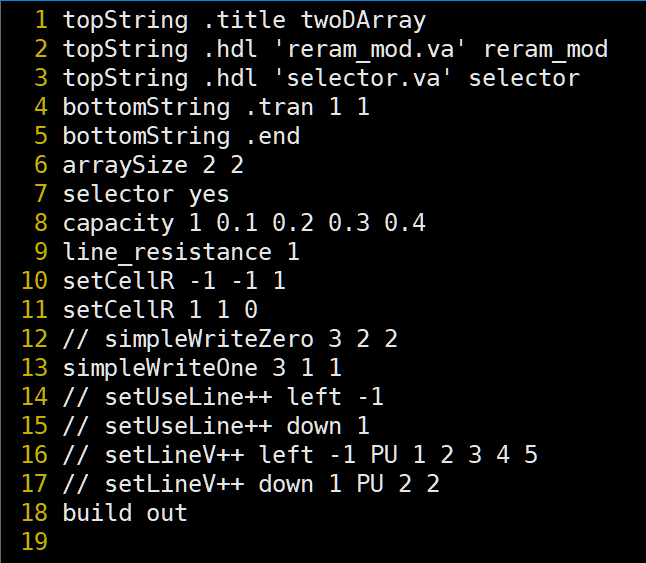 1 topString .title twoDArray
2 topString .hdl 'reram_mod.va' reram_mod
3 topString .hdl 'selector.va' selector
4 bottomString .tran 1 1
5 bottomString .end
6 arraySize 2 2
7 selector yes
8 capacity 1 0.1 0.2 0.3 0.4
9 line_resistance 1
10 setCellR -1 -1 1
11 setCellR 1 1 0
12 // simpleWriteZero 3 2 2
13 simpleWriteOne 3 1 1
14 // setUseLine++ left -1
15 // setUseLine++ down 1
16 // setLineV++ left -1 PU 1 2 3 4 5
17 // setLineV++ down 1 PU 2 2
18 build out
19